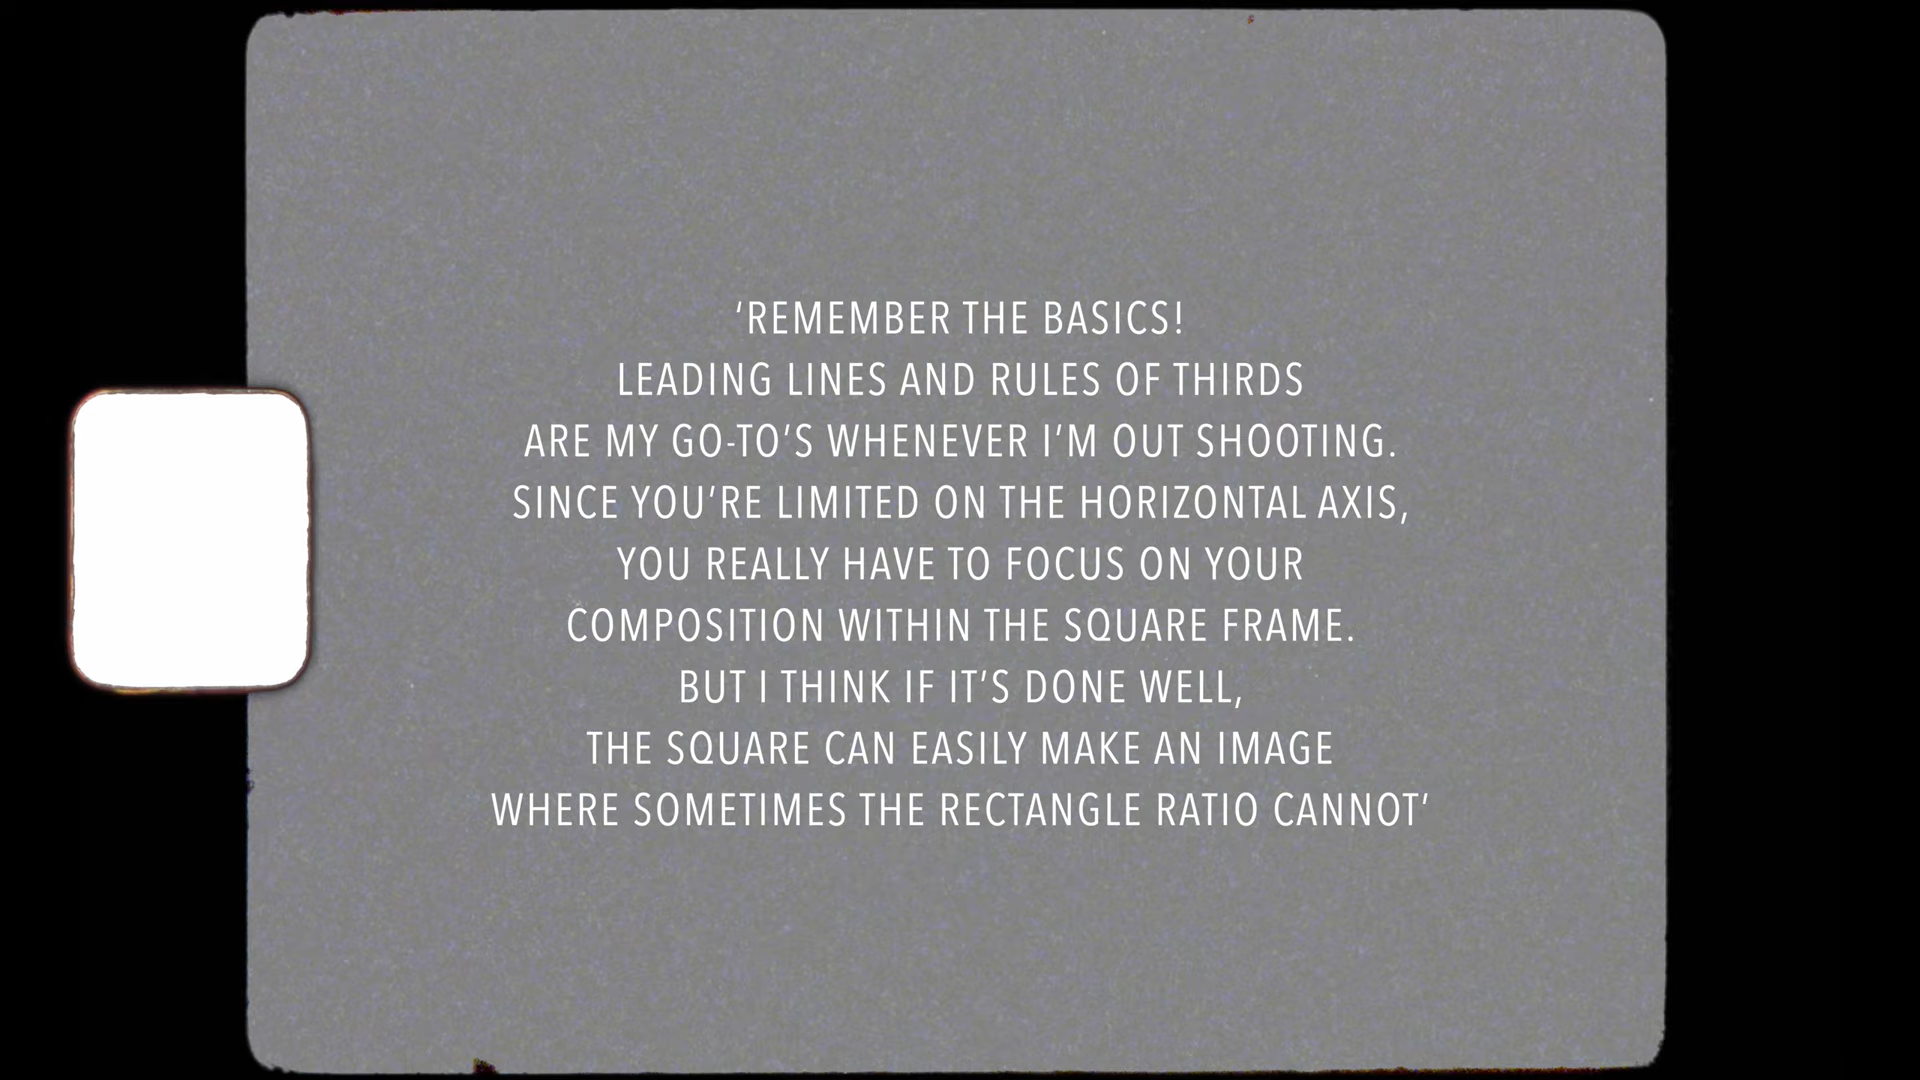 ‘REMEMBER THE BASICS!
LEADING LINES AND RULES OF THIRDS
ARE MY GO-TO’S WHENEVER I’M OUT SHOOTING.
SINCE YOU’RE LIMITED ON THE HORIZONTAL AXIS,
YOU REALLY HAVE TO FOCUS ON YOUR
COMPOSITION WITHIN THE SQUARE FRAME.
BUT I THINK IF IT’S DONE WELL,
THE SQUARE CAN EASILY MAKE AN IMAGE
WHERE SOMETIMES THE RECTANGLE RATIO CANNOT’